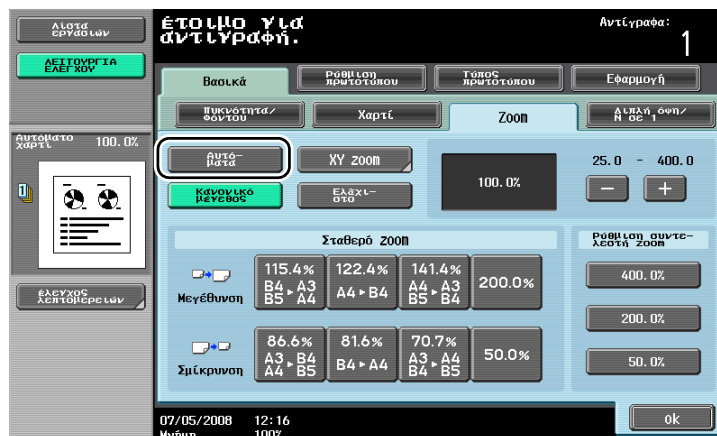 Λίστα
εργασιών
ΛΕΙΤΟΥΡΓΙΑ
ΕΛΕΓΧΟΥ
Αυτόματο
χαρτί 100.0%
έλεγχος
λεπτομερειών
έτοιμο για
αντιγραφή.
Αντίγραφα:
1
Βασικά
Ρύθμιση
πρωτοτύπου
Τύπος
πρωτοτύπου
Εφαρμογή
Πυκνότητα/
Φόντου
Χαρτί
Zoom
Διπλή όψη/
N σε 1
Αυτό-
ματα
XY zoom
100.0%
25.0 - 400.0
Κανονικό
μέγεθος
Ελάχι-
στο
− +
Σταθερό zoom
Μεγέθυνση
115.4%
B4▸A3
B5▸A4
122.4%
A4▸B4
141.4%
A4▸A3
B5▸B4
200.0%
Σμίκρυνση
86.6%
A3▸B4
A4▸B5
81.6%
B4▸A4
70.7%
A3▸A4
B4▸B5
50.0%
Ρύθμιση συντε-
λεστή zoom
400.0%
200.0%
50.0%
07/05/2008 12:16
Μνήμη 100%
ok